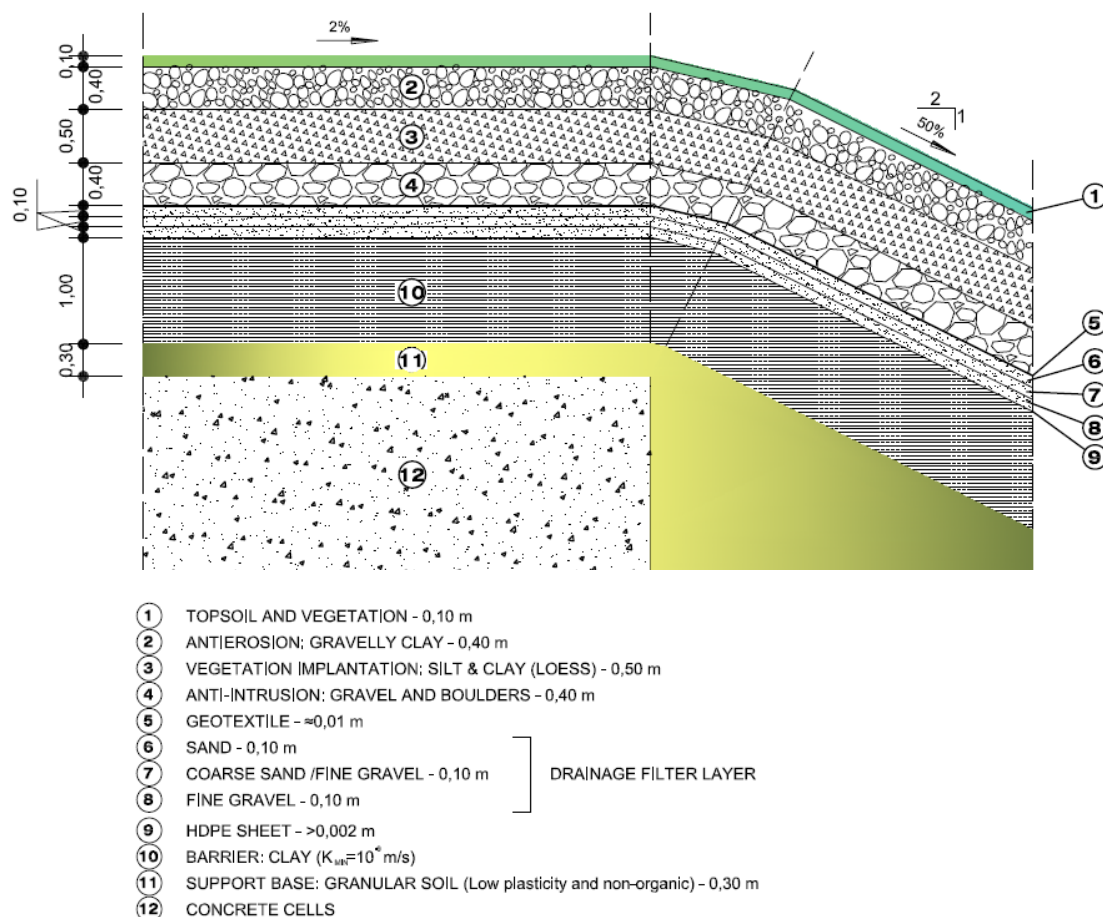 2%
0,10
0,40
0,50
0,40
0,10
1,00
0,30
2
1
50%
2
3
4
10
11
12
1
5
6
7
8
9
1 TOPSOIL AND VEGETATION - 0,10 m
2 ANTIEROSION; GRAVELLY CLAY - 0,40 m
3 VEGETATION IMPLANTATION; SILT & CLAY (LOESS) - 0,50 m
4 ANTI-INTRUSION: GRAVEL AND BOULDERS - 0,40 m
5 GEOTEXTILE - ≈0,01 m
6 SAND - 0,10 m
7 COARSE SAND /FINE GRAVEL - 0,10 m
DRAINAGE FILTER LAYER
8 FINE GRAVEL - 0,10 m
9 HDPE SHEET - >0,002 m
10 BARRIER: CLAY (K MIN=10 m/s)
11 SUPPORT BASE: GRANULAR SOIL (Low plasticity and non-organic) - 0,30 m
12 CONCRETE CELLS